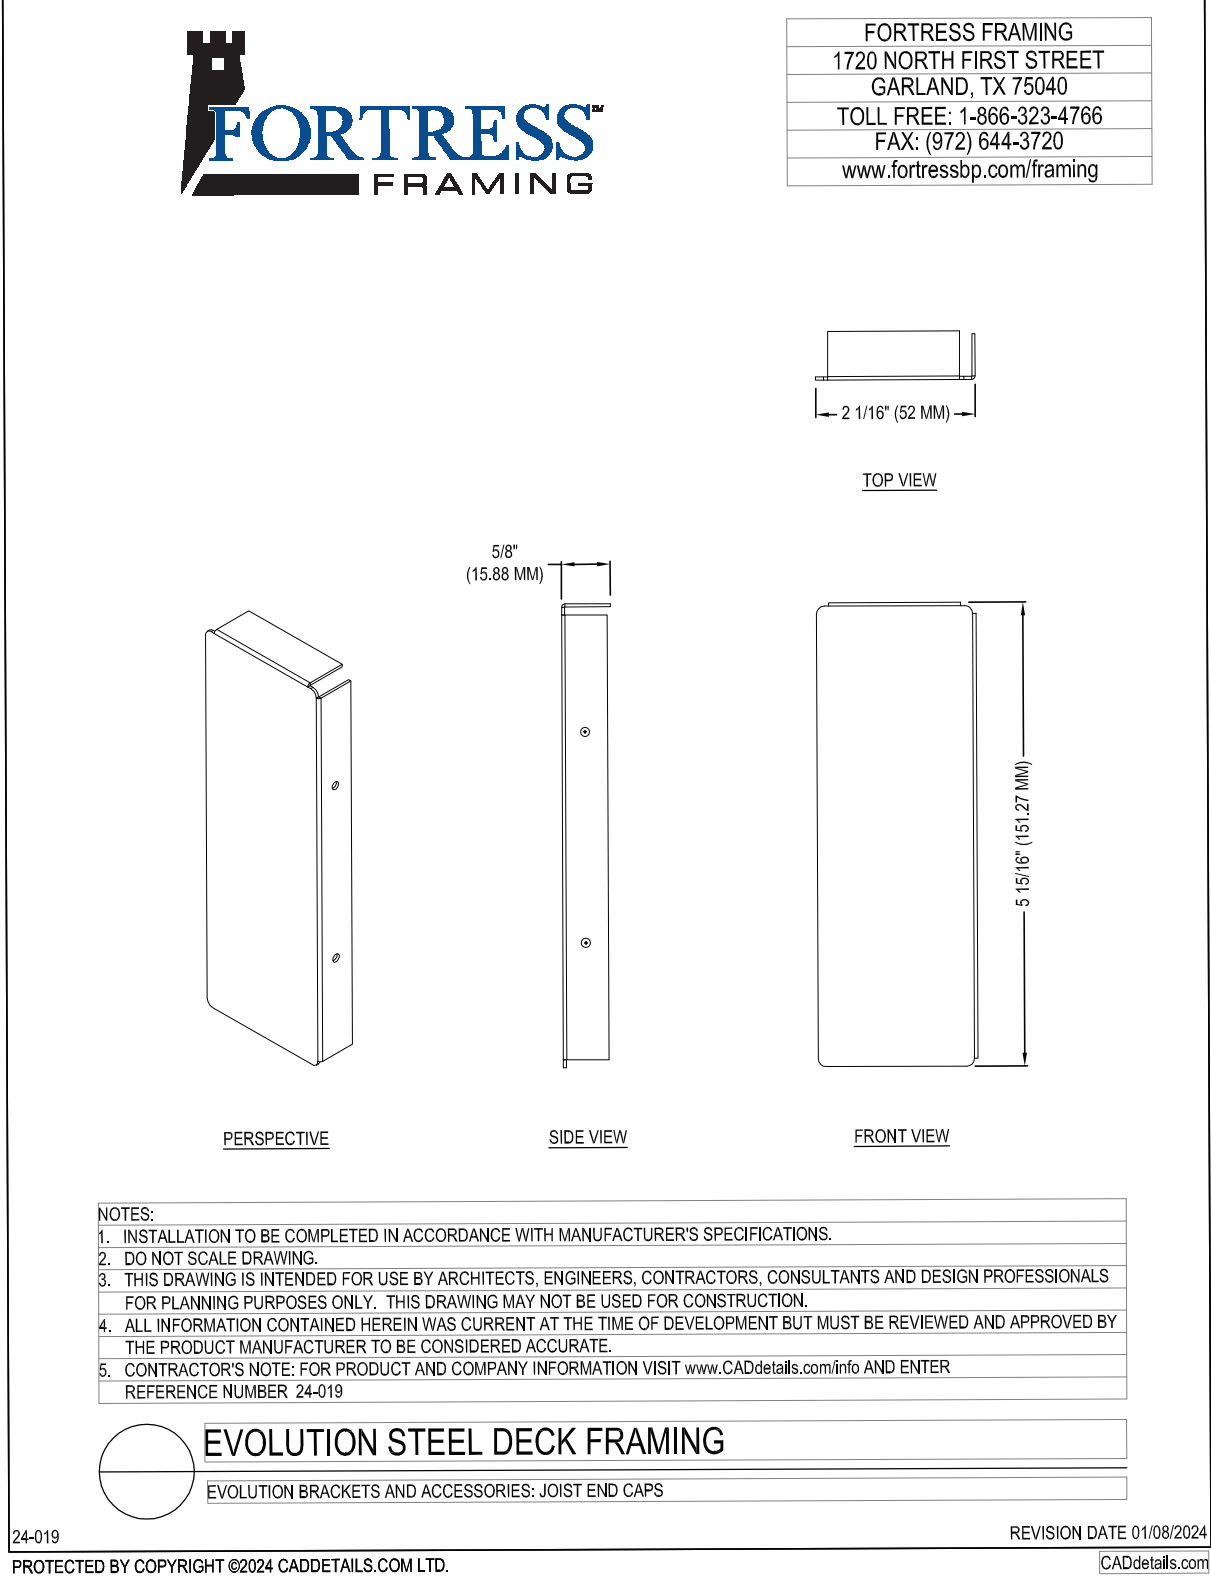 FORTRESS™
FRAMING
FORTRESS FRAMING
1720 NORTH FIRST STREET
GARLAND, TX 75040
TOLL FREE: 1-866-323-4766
FAX: (972) 644-3720
www.fortressbp.com/framing
2 1/16" (52 MM)
TOP VIEW
5/8"
(15.88 MM)
5 15/16" (151.27 MM)
PERSPECTIVE
SIDE VIEW
FRONT VIEW
NOTES:
1. INSTALLATION TO BE COMPLETED IN ACCORDANCE WITH MANUFACTURER'S SPECIFICATIONS.
2. DO NOT SCALE DRAWING.
3. THIS DRAWING IS INTENDED FOR USE BY ARCHITECTS, ENGINEERS, CONTRACTORS, CONSULTANTS AND DESIGN PROFESSIONALS
FOR PLANNING PURPOSES ONLY. THIS DRAWING MAY NOT BE USED FOR CONSTRUCTION.
4. ALL INFORMATION CONTAINED HEREIN WAS CURRENT AT THE TIME OF DEVELOPMENT BUT MUST BE REVIEWED AND APPROVED BY
THE PRODUCT MANUFACTURER TO BE CONSIDERED ACCURATE.
5. CONTRACTOR'S NOTE: FOR PRODUCT AND COMPANY INFORMATION VISIT www.CADdetails.com/info AND ENTER
REFERENCE NUMBER 24-019
EVOLUTION STEEL DECK FRAMING
EVOLUTION BRACKETS AND ACCESSORIES: JOIST END CAPS
24-019
REVISION DATE 01/08/2024
PROTECTED BY COPYRIGHT ©2024 CADDETAILS.COM LTD.
CADdetails.com